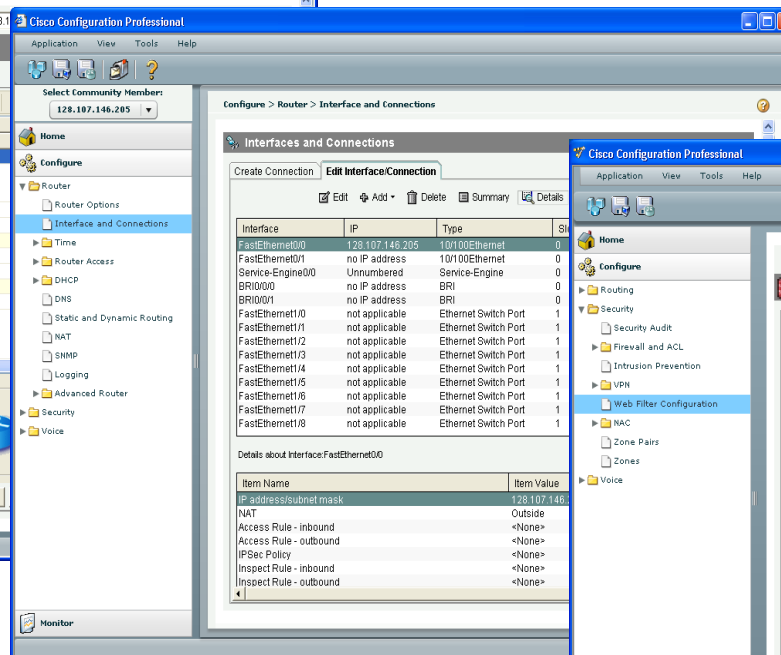 3.1
Cisco Configuration Professional
Application View Tools Help
Select Community Member:
128.107.146.205
Home
Configure
Router
Router Options
Interface and Connections
Time
Router Access
DHCP
DNS
Static and Dynamic Routing
NAT
SNMP
Logging
Advanced Router
Security
Voice
Monitor
Configure > Router > Interface and Connections
Interfaces and Connections
Create Connection Edit Interface/Connection
Edit Add Delete Summary Details
Interface IP Type Slo
FastEthernet0/0 128.107.146.205 10/100Ethernet 0
FastEthernet0/1 no IP address 10/100Ethernet 0
Service-Engine0/0 Unnumbered Service-Engine 0
BRI0/0/0 no IP address BRI 0
BRI0/0/1 no IP address BRI 0
FastEthernet1/0 not applicable Ethernet Switch Port 1
FastEthernet1/1 not applicable Ethernet Switch Port 1
FastEthernet1/2 not applicable Ethernet Switch Port 1
FastEthernet1/3 not applicable Ethernet Switch Port 1
FastEthernet1/4 not applicable Ethernet Switch Port 1
FastEthernet1/5 not applicable Ethernet Switch Port 1
FastEthernet1/6 not applicable Ethernet Switch Port 1
FastEthernet1/7 not applicable Ethernet Switch Port 1
FastEthernet1/8 not applicable Ethernet Switch Port 1
Details about Interface:FastEthernet0/0
Item Name Item Value
IP address/subnet mask 128.107.146.2
NAT Outside
Access Rule - inbound <None>
Access Rule - outbound <None>
IPSec Policy <None>
Inspect Rule - inbound <None>
Inspect Rule - outbound <None>
Cisco Configuration Professional
Application View Tools Help
Home
Configure
Routing
Security
Security Audit
Firewall and ACL
Intrusion Prevention
VPN
Web Filter Configuration
NAC
Zone Pairs
Zones
Voice